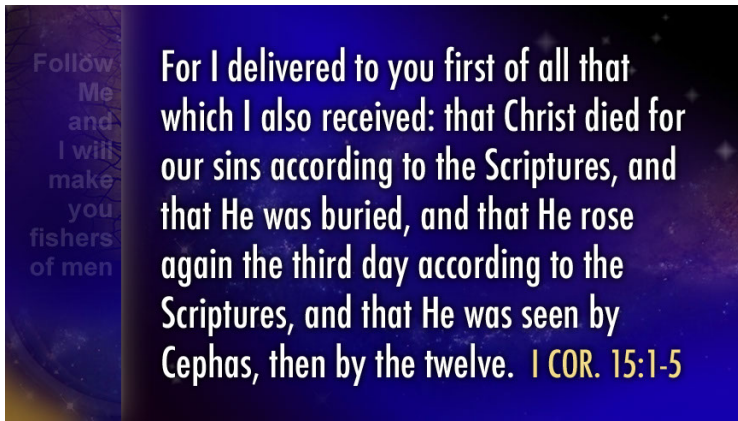 Follow
Me
and
I will
make
you
fishers
of men
For I delivered to you first of all that
which I also received: that Christ died for
our sins according to the Scriptures, and
that He was buried, and that He rose
again the third day according to the
Scriptures, and that He was seen by
Cephas, then by the twelve. I COR. 15:1-5